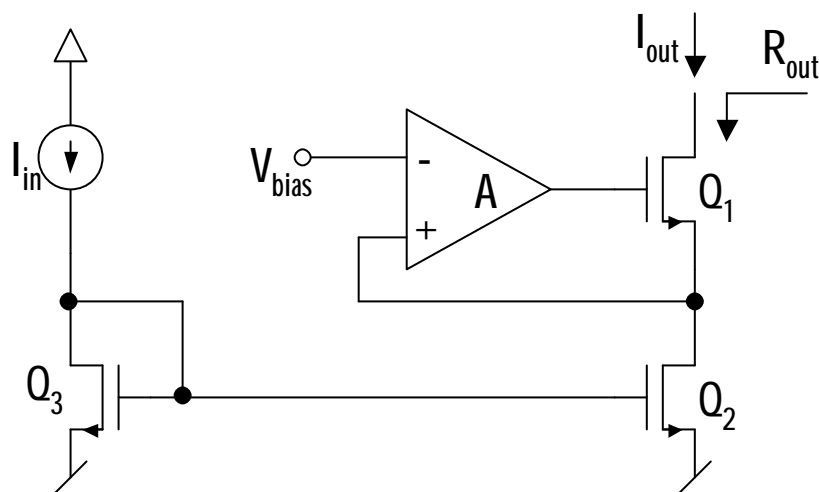 I_out
R_out
I_in
V_bias
-
A
+
Q_1
Q_3
Q_2